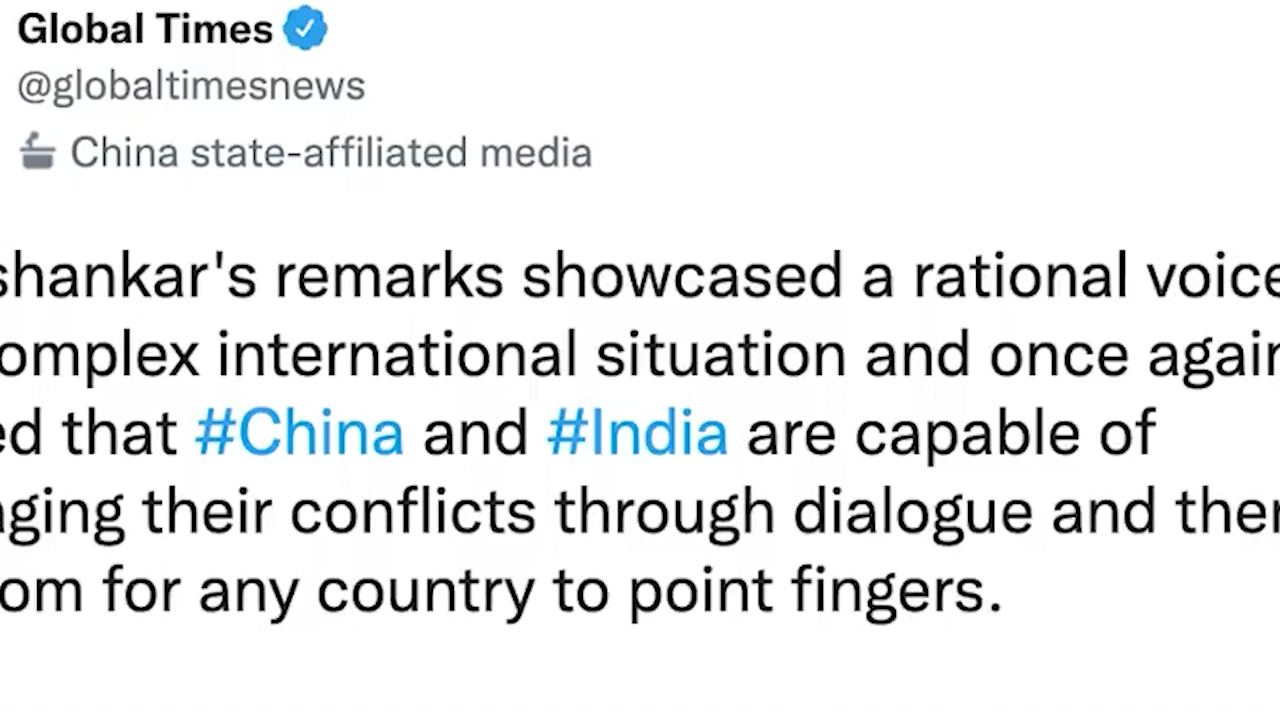 Global Times
@globaltimesnews
China state-affiliated media
shankar's remarks showcased a rational voice
omplex international situation and once again
ed that #China and #India are capable of
aging their conflicts through dialogue and ther
om for any country to point fingers.